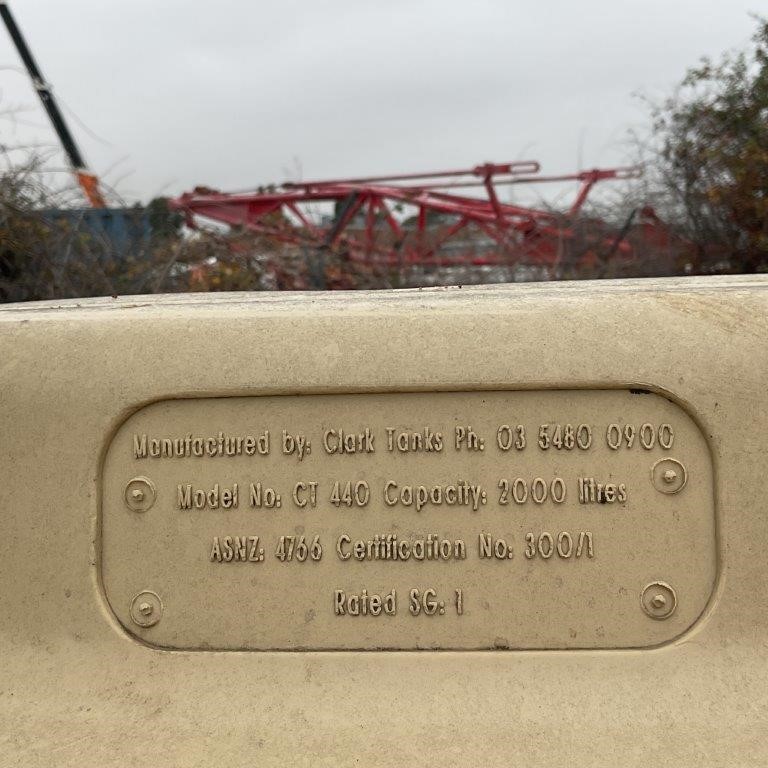 Manufactured by: Clark Tanks Ph: 03 5480 0900
Model No: CT 440 Capacity: 2000 litres
ASNZ: 4766 Certification No: 300/1
Rated SG: 1